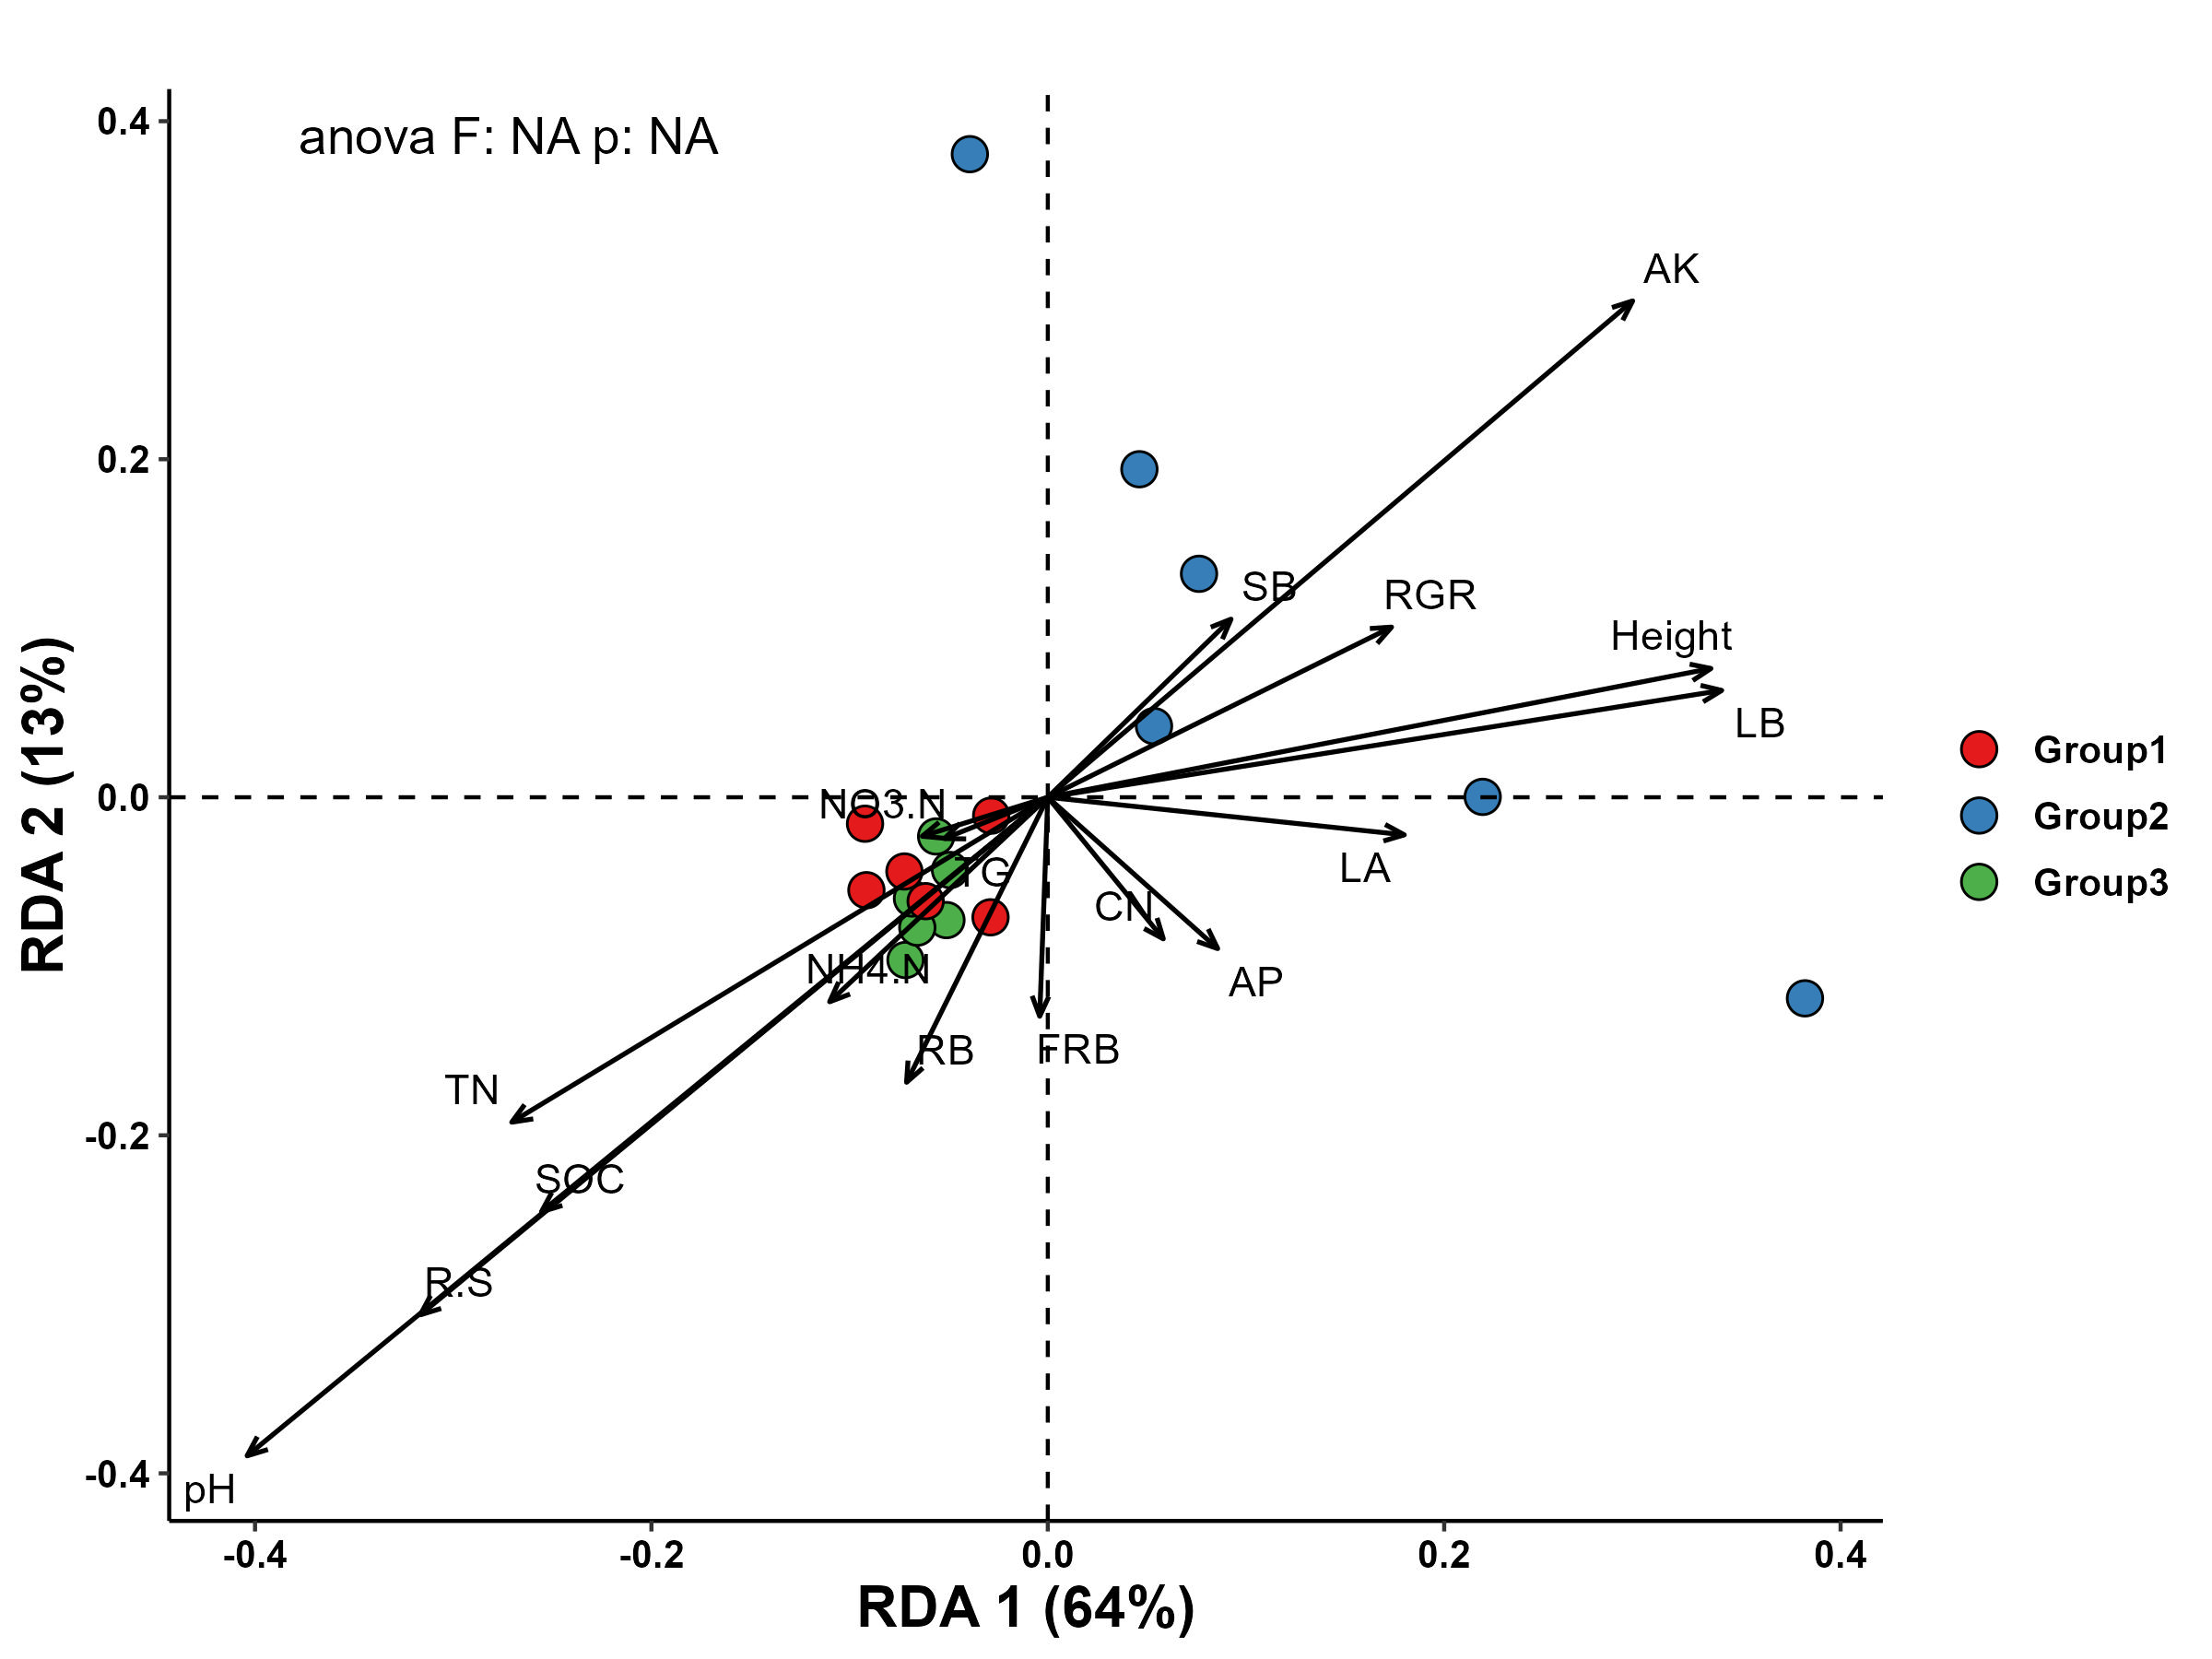 anova F: NA p: NA
0.4
0.2
0.0
-0.2
-0.4
RDA 2 (13%)
AK
SB
RGR
Height
LB
NO3.N
TG
LA
CN
NH4.N
AP
RB
FRB
TN
SOC
R.S
pH
-0.4
-0.2
0.0
0.2
0.4
RDA 1 (64%)
Group1
Group2
Group3